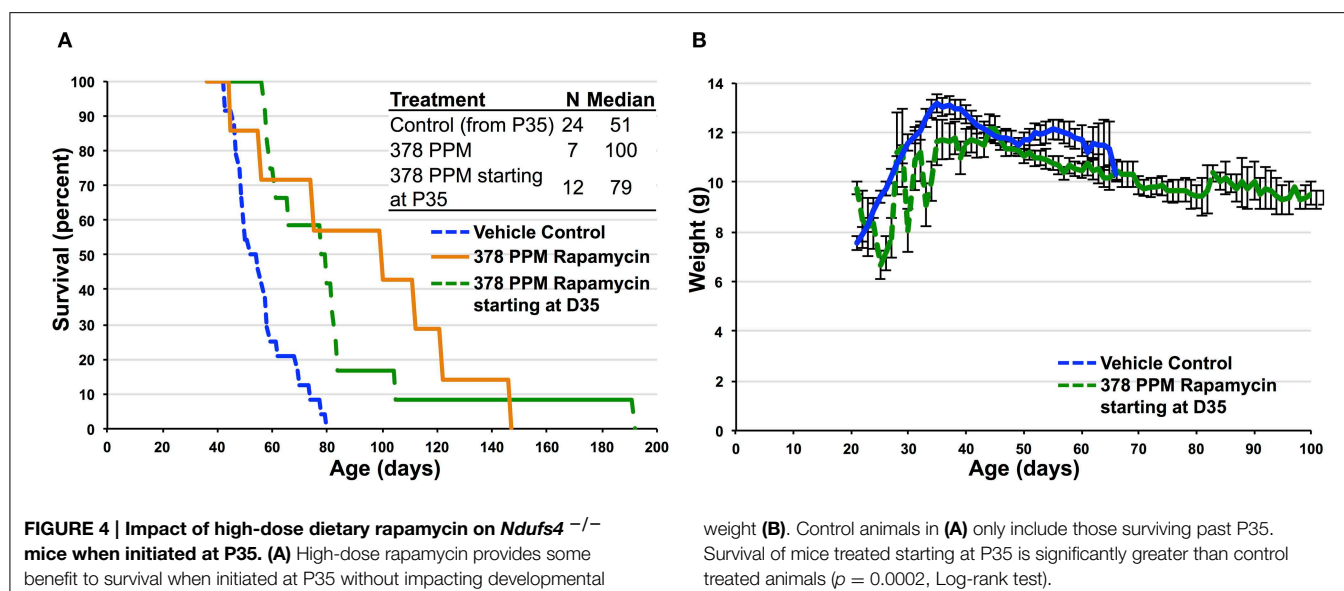 A
Survival (percent)
100
90
80
70
60
50
40
30
20
10
0
0 20 40 60 80 100 120 140 160 180 200
Age (days)
Treatment N Median
Control (from P35) 24 51
378 PPM 7 100
378 PPM starting
at P35 12 79
Vehicle Control
378 PPM Rapamycin
378 PPM Rapamycin
starting at D35
B
Weight (g)
14
12
10
8
6
4
2
0
0 10 20 30 40 50 60 70 80 90 100
Age (days)
Vehicle Control
378 PPM Rapamycin
starting at D35
FIGURE 4 | Impact of high-dose dietary rapamycin on Ndufs4 −/−
mice when initiated at P35. (A) High-dose rapamycin provides some
benefit to survival when initiated at P35 without impacting developmental
weight (B). Control animals in (A) only include those surviving past P35.
Survival of mice treated starting at P35 is significantly greater than control
treated animals (p = 0.0002, Log-rank test).